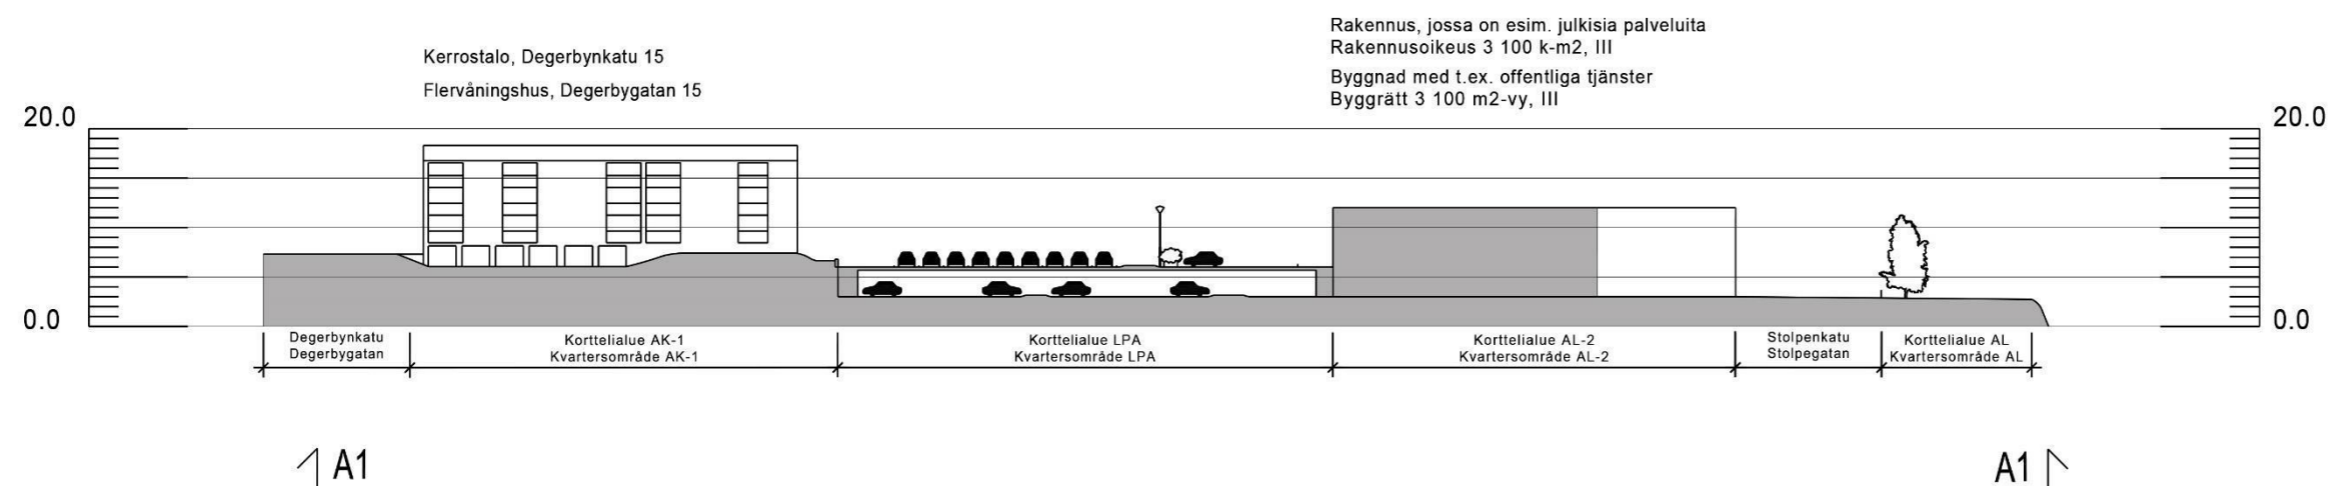 Kerrostalo, Degerbynkatu 15
Flervåningshus, Degerbygatan 15
Rakennus, jossa on esim. julkisia palveluita
Rakennusoikeus 3 100 k-m2, III
Byggnad med t.ex. offentliga tjänster
Byggrätt 3 100 m2-vy, III
20.0
20.0
0.0
0.0
Degerbynkatu
Degerbygatan
Korttelialue AK-1
Kvartersområde AK-1
Korttelialue LPA
Kvartersområde LPA
Korttelialue AL-2
Kvartersområde AL-2
Stolpenkatu
Stolpegatan
Korttelialue AL
Kvartersområde AL
A1
A1